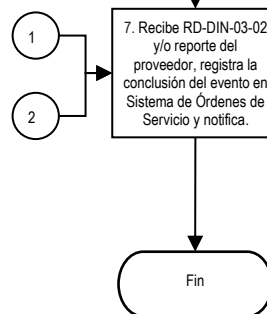 1
2
7. Recibe RD-DIN-03-02
y/o reporte del
proveedor, registra la
conclusión del evento en
Sistema de Órdenes de
Servicio y notifica.
Fin